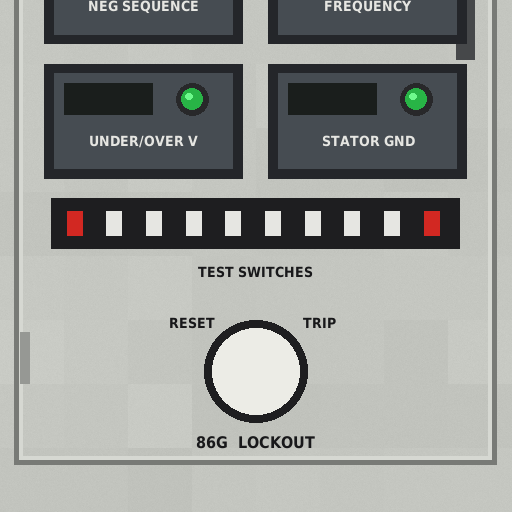 NEG SEQUENCE
FREQUENCY
UNDER/OVER V
STATOR GND
TEST SWITCHES
RESET
TRIP
86G LOCKOUT